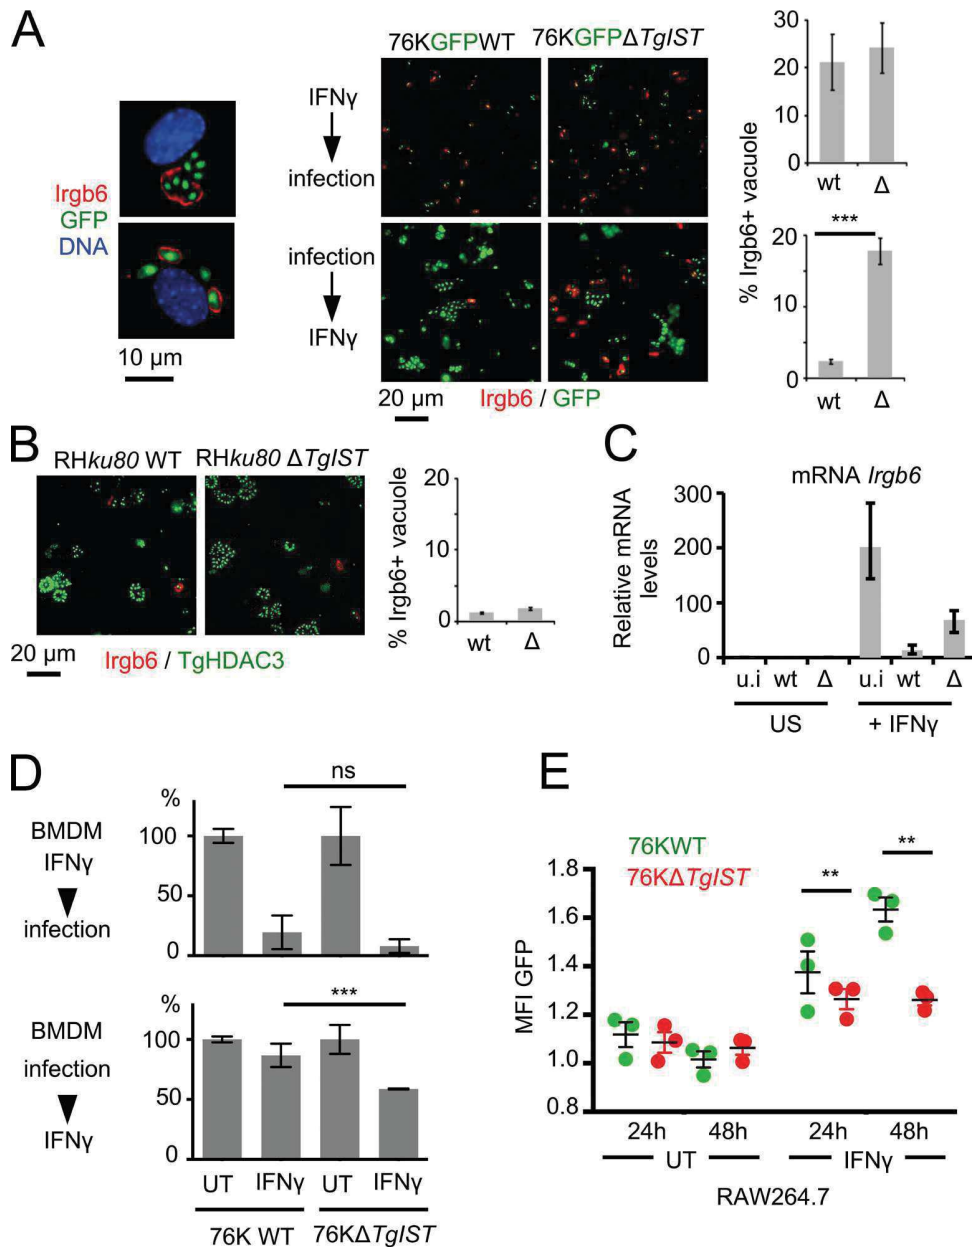 A
76KGFPWT
76KGFPΔTgIST
Irgb6
GFP
DNA
10 µm
IFNγ
infection
infection
IFNγ
20 µm
Irgb6 / GFP
% Irgb6+ vacuole
30
20
10
0
wt
Δ
***
20
10
0
wt
Δ
B
RHku80 WT
RHku80 ΔTgIST
20 µm
Irgb6 / TgHDAC3
% Irgb6+ vacuole
20
10
0
wt
Δ
C
mRNA Irgb6
Relative mRNA
levels
300
200
100
0
u.i wt Δ
u.i wt Δ
US
+ IFNγ
D
BMDM
IFNγ
infection
%
100
50
0
ns
BMDM
infection
IFNγ
%
100
50
0
***
UT IFNγ UT IFNγ
76K WT
76KΔTgIST
E
76KWT
76KΔTgIST
MFI GFP
1.8
1.6
1.4
1.2
1.0
0.8
**
**
24h 48h 24h 48h
UT
IFNγ
RAW264.7